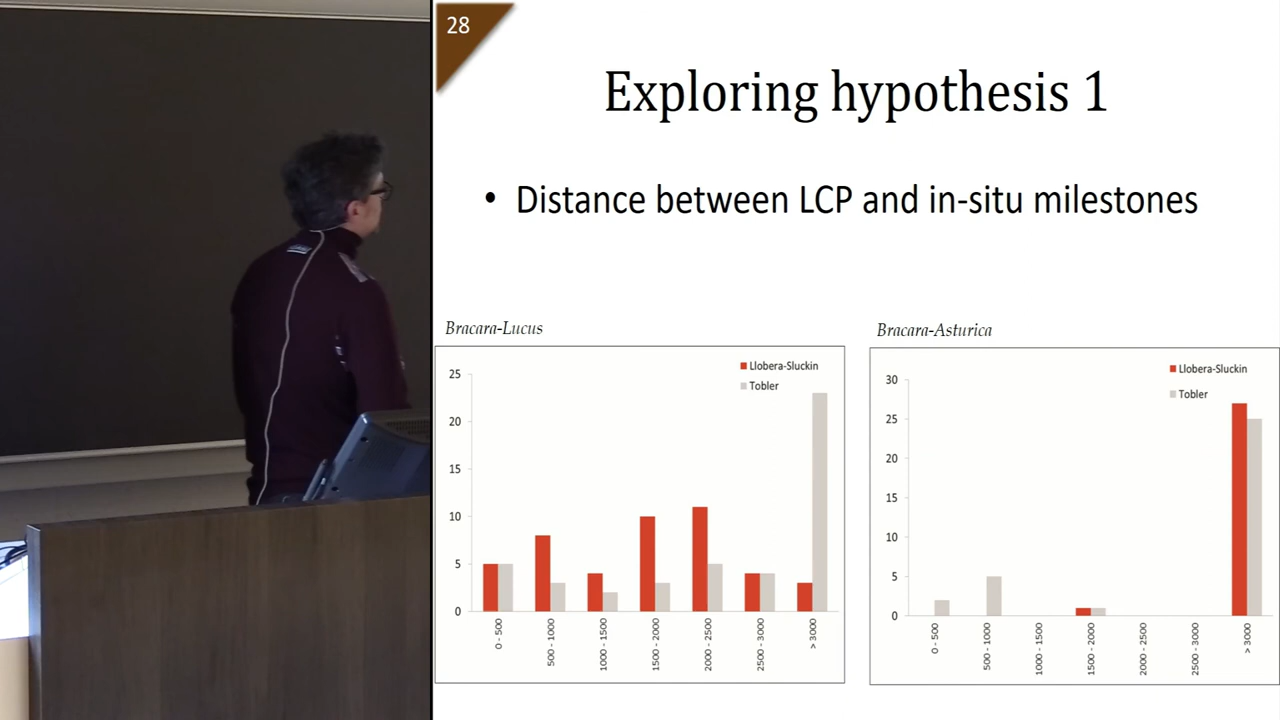 28
Exploring hypothesis 1
• Distance between LCP and in-situ milestones
Bracara-Lucus
Llobera-Sluckin
Tobler
25
20
15
10
5
0
0 - 500
500 - 1000
1000 - 1500
1500 - 2000
2000 - 2500
2500 - 3000
> 3000
Bracara-Asturica
Llobera-Sluckin
Tobler
30
25
20
15
10
5
0
0 - 500
500 - 1000
1000 - 1500
1500 - 2000
2000 - 2500
2500 - 3000
> 3000